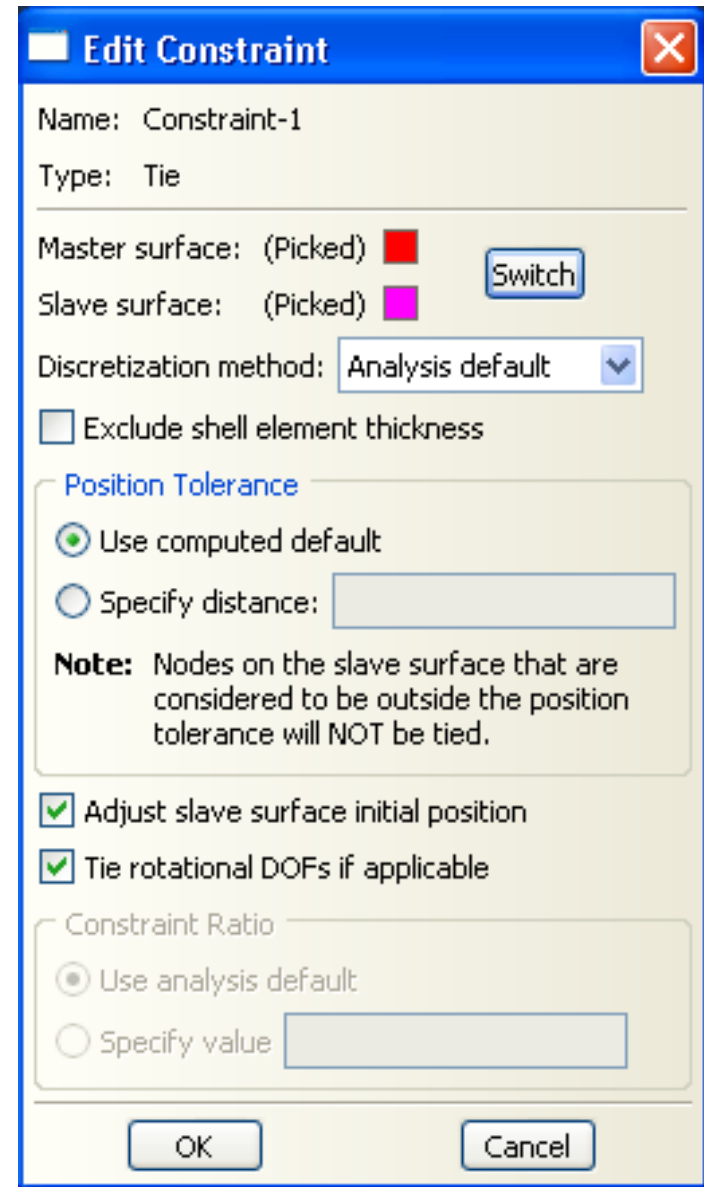 Edit Constraint
Name: Constraint-1
Type: Tie
Master surface: (Picked)
Switch
Slave surface: (Picked)
Discretization method: Analysis default
Exclude shell element thickness
Position Tolerance
Use computed default
Specify distance:
Note: Nodes on the slave surface that are
considered to be outside the position
tolerance will NOT be tied.
Adjust slave surface initial position
Tie rotational DOFs if applicable
Constraint Ratio
Use analysis default
Specify value
OK Cancel